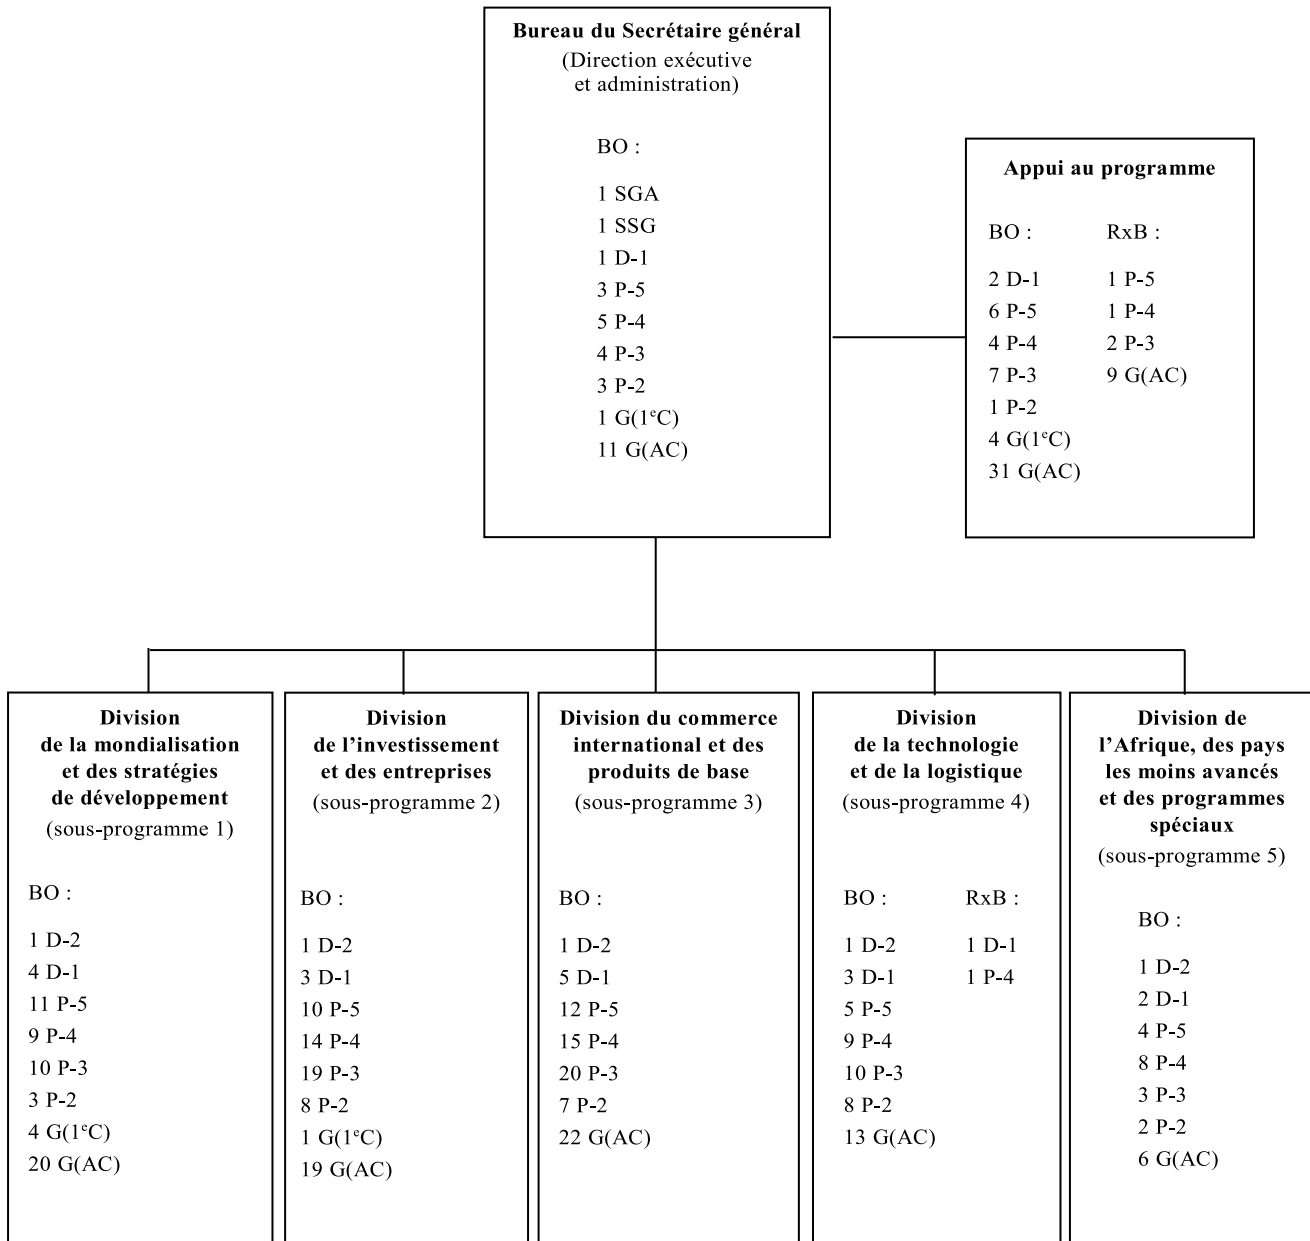 Bureau du Secrétaire général
(Direction exécutive
et administration)
BO :
1 SGA
1 SSG
1 D-1
3 P-5
5 P-4
4 P-3
3 P-2
1 G(1ᵉC)
11 G(AC)
Appui au programme
BO :
2 D-1
6 P-5
4 P-4
7 P-3
1 P-2
4 G(1ᵉC)
31 G(AC)
RxB :
1 P-5
1 P-4
2 P-3
9 G(AC)
Division
de la mondialisation
et des stratégies
de développement
(sous-programme 1)
BO :
1 D-2
4 D-1
11 P-5
9 P-4
10 P-3
3 P-2
4 G(1ᵉC)
20 G(AC)
Division
de l’investissement
et des entreprises
(sous-programme 2)
BO :
1 D-2
3 D-1
10 P-5
14 P-4
19 P-3
8 P-2
1 G(1ᵉC)
19 G(AC)
Division du commerce
international et des
produits de base
(sous-programme 3)
BO :
1 D-2
5 D-1
12 P-5
15 P-4
20 P-3
7 P-2
22 G(AC)
Division
de la technologie
et de la logistique
(sous-programme 4)
BO :
1 D-2
3 D-1
5 P-5
9 P-4
10 P-3
8 P-2
13 G(AC)
RxB :
1 D-1
1 P-4
Division de
l’Afrique, des pays
les moins avancés
et des programmes
spéciaux
(sous-programme 5)
BO :
1 D-2
2 D-1
4 P-5
8 P-4
3 P-3
2 P-2
6 G(AC)